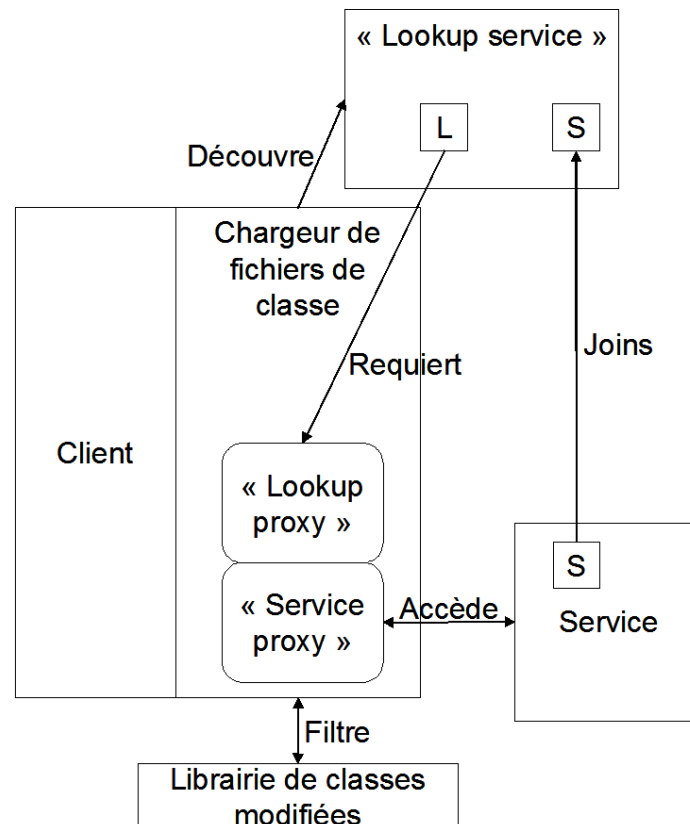 « Lookup service »
L
S
Découvre
Chargeur de
fichiers de
classe
Requiert
Joins
Client
« Lookup
proxy »
S
« Service
proxy »
Accède
Service
Filtre
Librairie de classes
modifiées